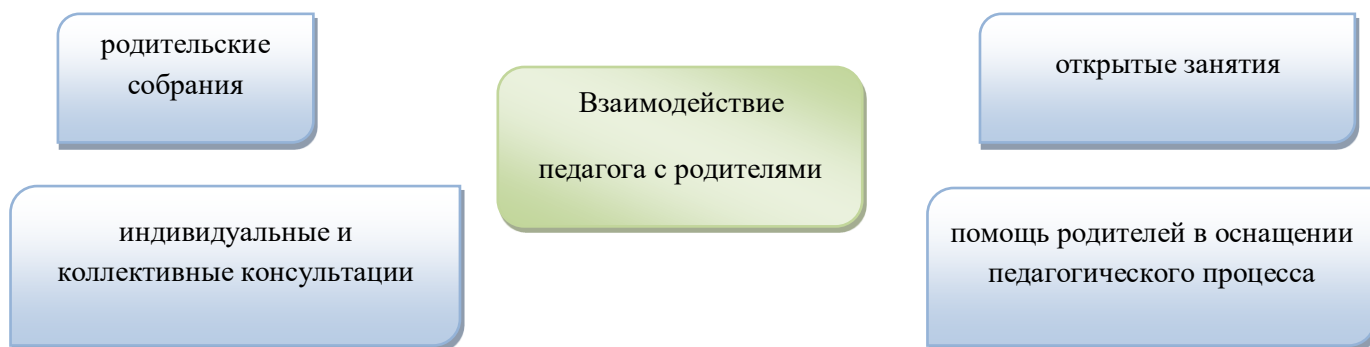 родительские
собрания
Взаимодействие
педагога с родителями
открытые занятия
индивидуальные и
коллективные консультации
помощь родителей в оснащении
педагогического процесса